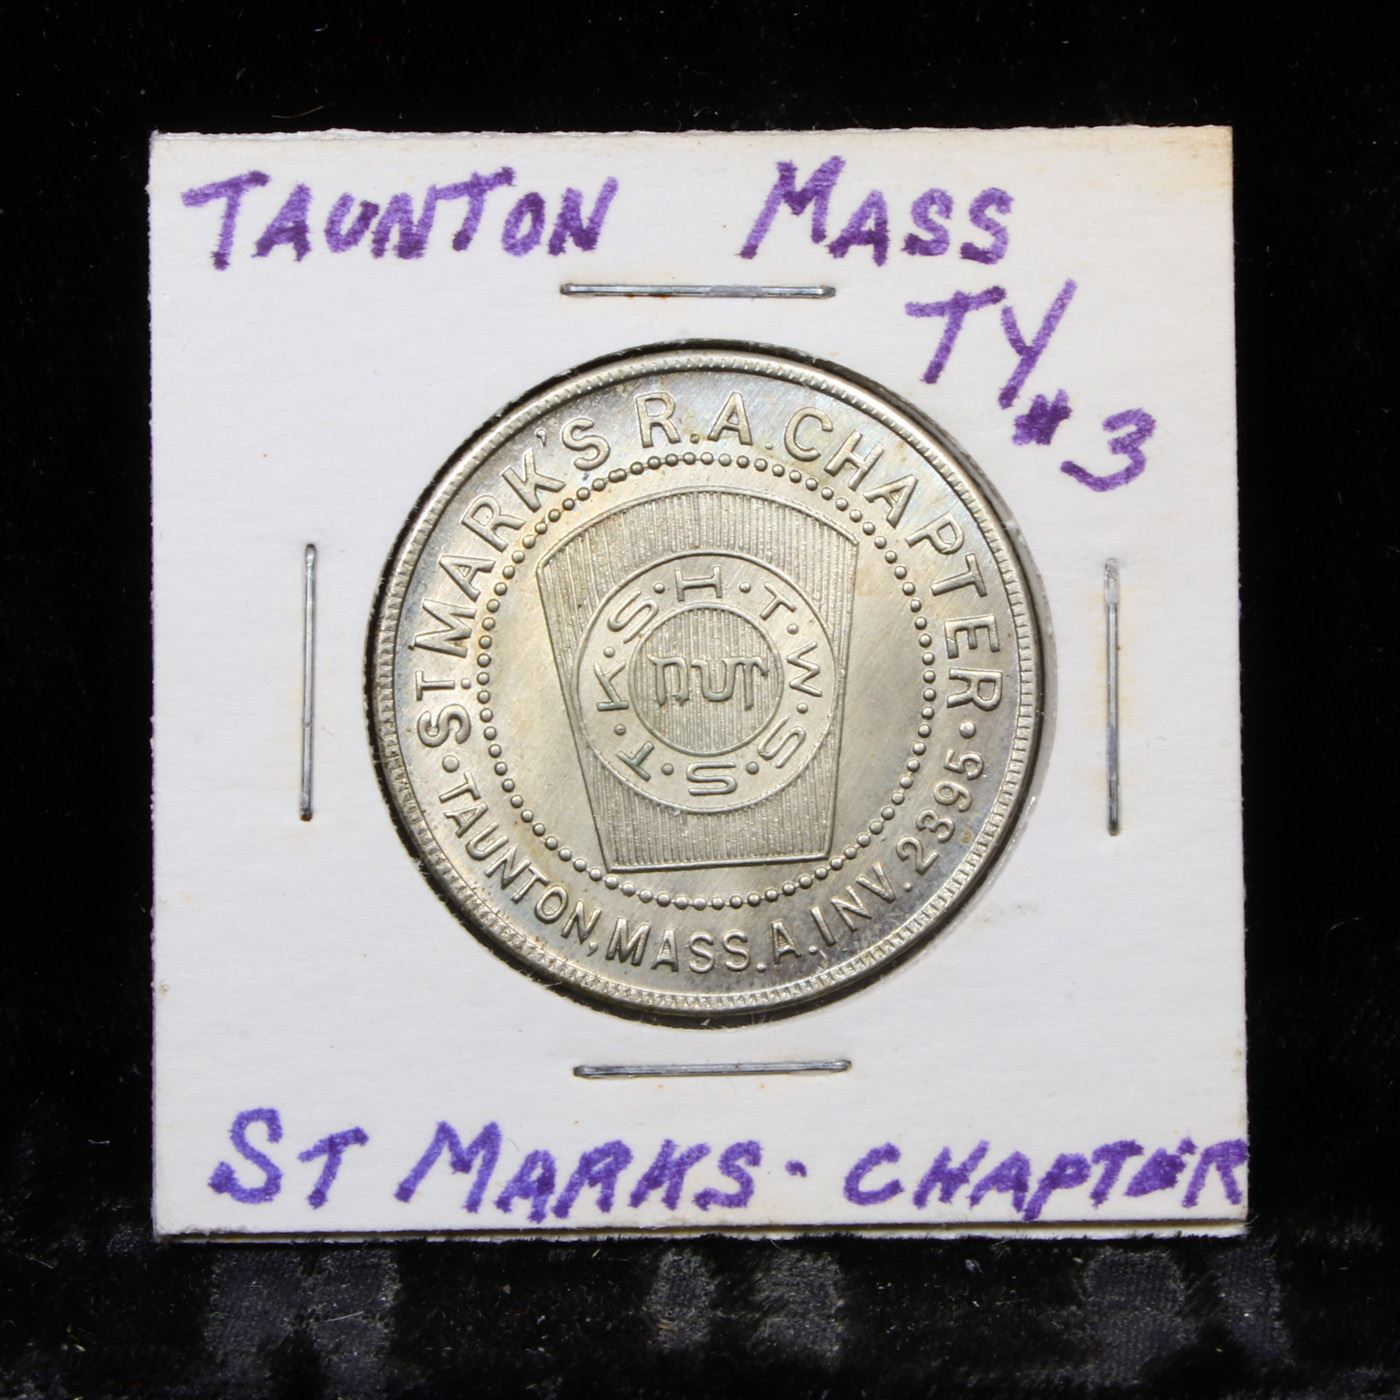 TAUNTON MASS
TY #3
ST MARK'S R.A. CHAPTER.
TAUNTON, MASS. A. INV. 2395
H·T·W·S·S·T·K·S
ST MARKS - CHAPTER